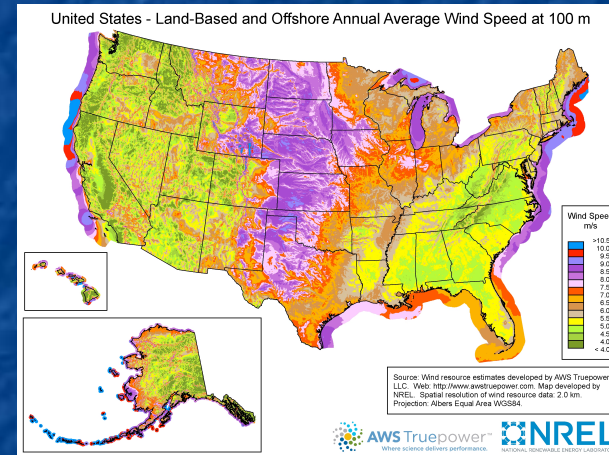 United States - Land-Based and Offshore Annual Average Wind Speed at 100 m
Wind Speed
m/s
>10.5
10.0
9.5
9.0
8.5
8.0
7.5
7.0
6.5
6.0
5.5
5.0
4.5
4.0
< 4.0
Source: Wind resource estimates developed by AWS Truepower,
LLC. Web: http://www.awstruepower.com. Map developed by
NREL. Spatial resolution of wind resource data: 2.0 km.
Projection: Albers Equal Area WGS84.
AWS Truepower™
Where science delivers performance.
NREL
NATIONAL RENEWABLE ENERGY LABORATORY